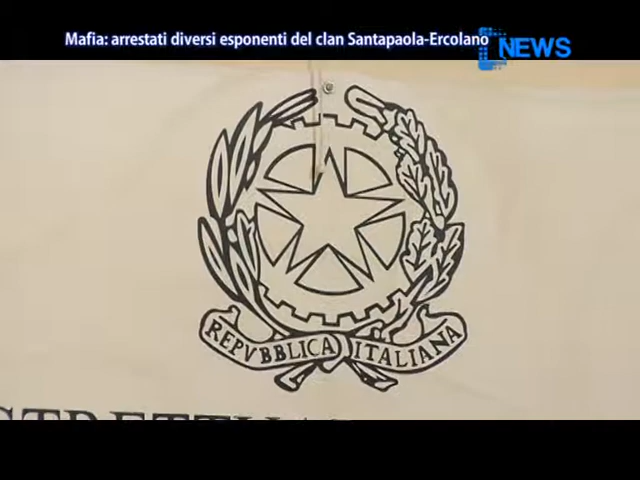 Mafia: arrestati diversi esponenti del clan Santapaola-Ercolano
NEWS
REPVBBLICA ITALIANA